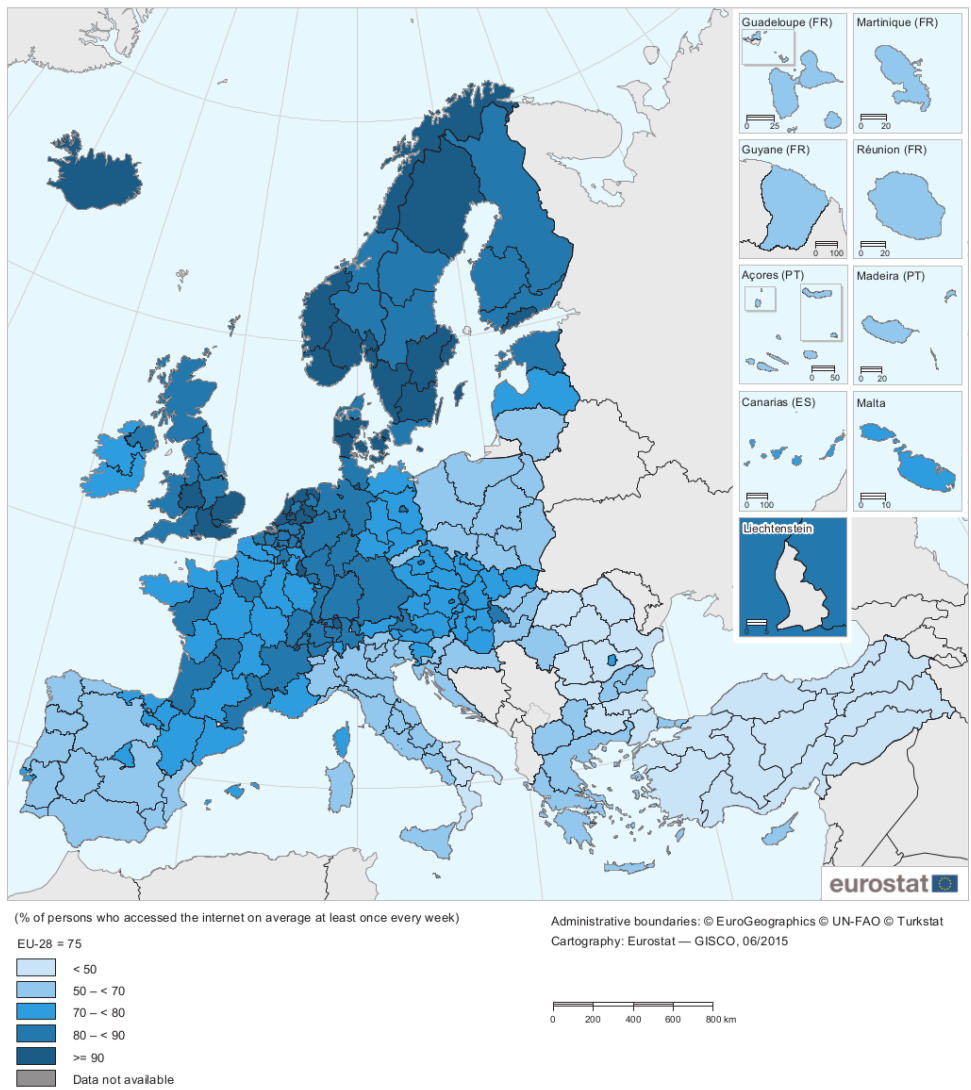 Guadeloupe (FR)
0 25
Martinique (FR)
0 20
Guyane (FR)
0 100
Réunion (FR)
0 20
Açores (PT)
0 50
Madeira (PT)
0 20
Canarias (ES)
0 100
Malta
0 10
Liechtenstein
eurostat
(% of persons who accessed the internet on average at least once every week)
EU-28 = 75
< 50
50 – < 70
70 – < 80
80 – < 90
>= 90
Data not available
Administrative boundaries: © EuroGeographics © UN-FAO © Turkstat
Cartography: Eurostat — GISCO, 06/2015
0 200 400 600 800 km